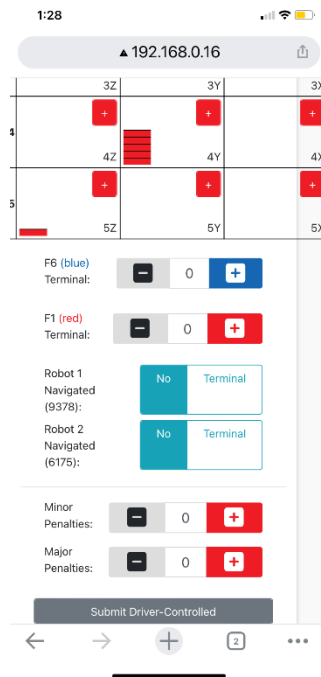 1:28
192.168.0.16
3Z 3Y 3X
+ + +
4 4Z 4Y 4X
+ + +
5 5Z 5Y 5X
F6 (blue)
Terminal:
− 0 +
F1 (red)
Terminal:
− 0 +
Robot 1
Navigated
(9378):
No Terminal
Robot 2
Navigated
(6175):
No Terminal
Minor
Penalties:
− 0 +
Major
Penalties:
− 0 +
Submit Driver-Controlled
2